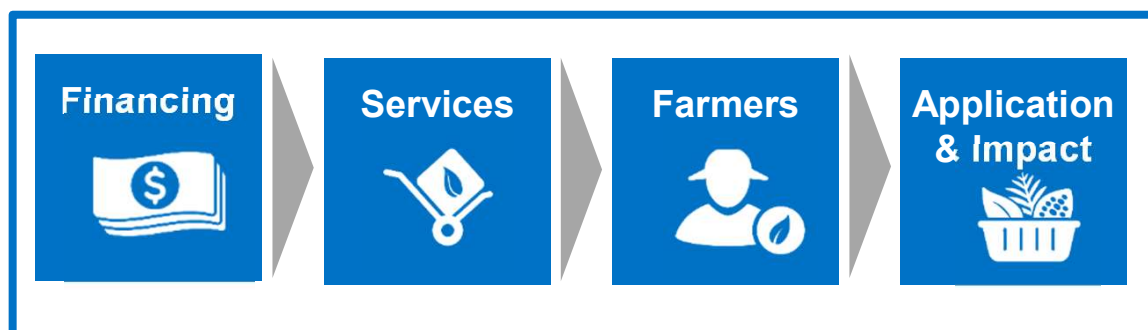 Financing
$
Services
Farmers
Application
& Impact